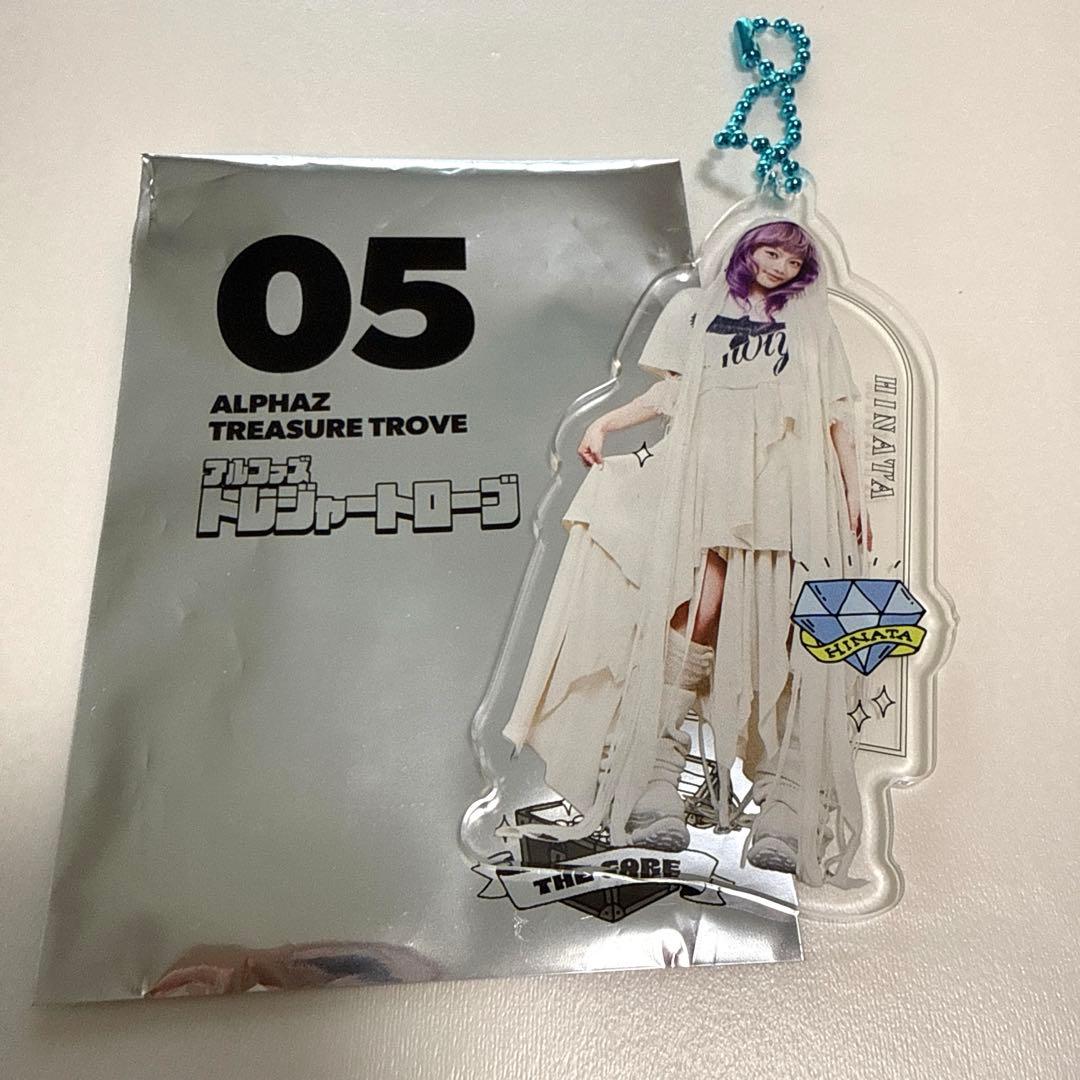 05
ALPHAZ
TREASURE TROVE
アルファズ
トレジャートローブ
HINATA
HINATA
THE CORE